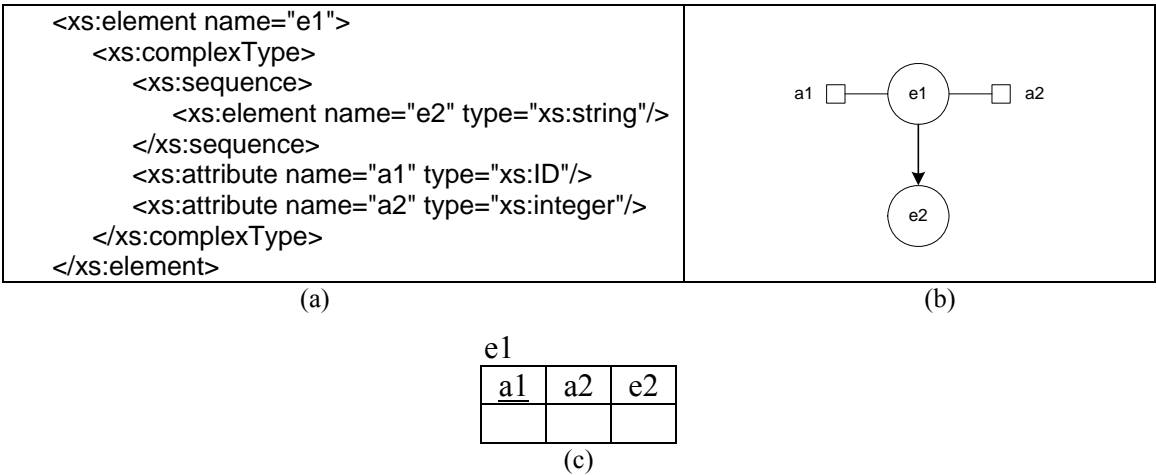 <xs:element name="e1">
<xs:complexType>
<xs:sequence>
<xs:element name="e2" type="xs:string"/>
</xs:sequence>
<xs:attribute name="a1" type="xs:ID"/>
<xs:attribute name="a2" type="xs:integer"/>
</xs:complexType>
</xs:element>
a1 e1 a2
e2
(a) (b)
e1
a1 a2 e2
(c)